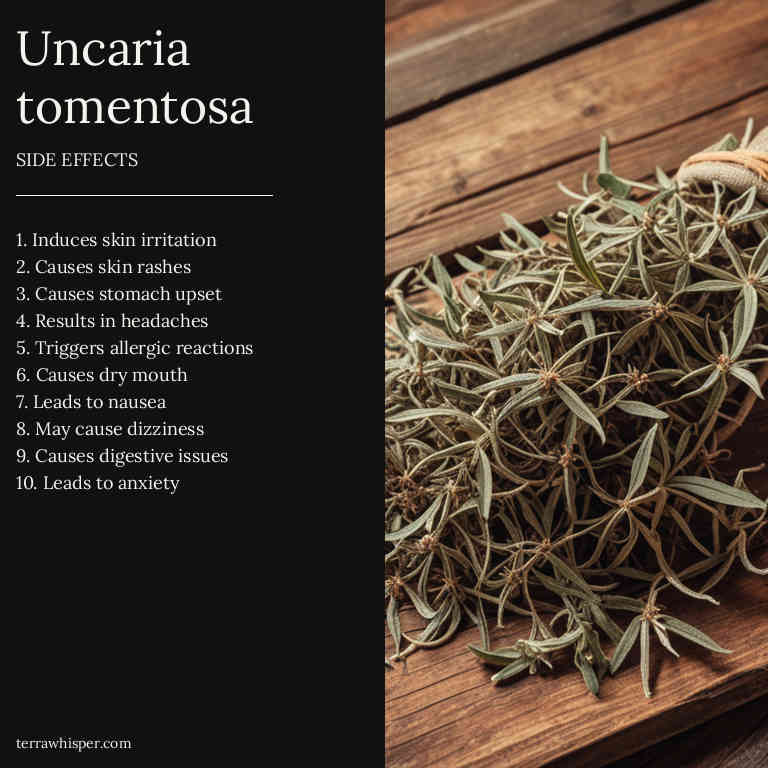 Uncaria
tomentosa
SIDE EFFECTS
1. Induces skin irritation
2. Causes skin rashes
3. Causes stomach upset
4. Results in headaches
5. Triggers allergic reactions
6. Causes dry mouth
7. Leads to nausea
8. May cause dizziness
9. Causes digestive issues
10. Leads to anxiety
terrawhisper.com